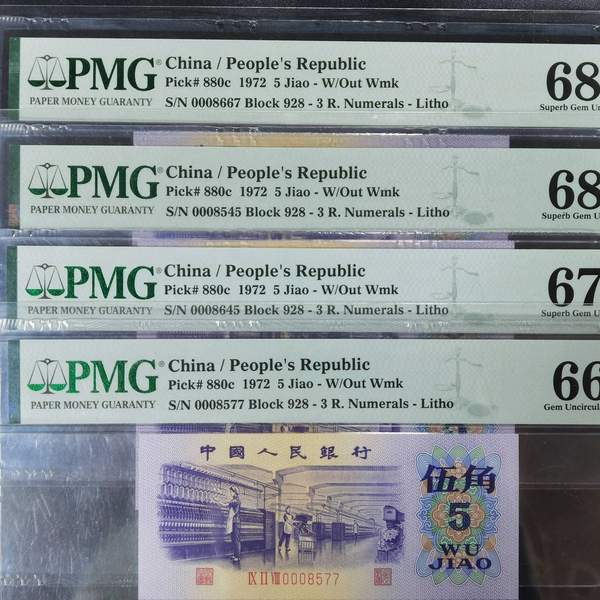 PMG
PAPER MONEY GUARANTY
China / People's Republic
Pick# 880c 1972 5 Jiao - W/Out Wmk
S/N 0008667 Block 928 - 3 R. Numerals - Litho
68
Superb Gem Un
PMG
PAPER MONEY GUARANTY
China / People's Republic
Pick# 880c 1972 5 Jiao - W/Out Wmk
S/N 0008545 Block 928 - 3 R. Numerals - Litho
68
Superb Gem Un
PMG
PAPER MONEY GUARANTY
China / People's Republic
Pick# 880c 1972 5 Jiao - W/Out Wmk
S/N 0008645 Block 928 - 3 R. Numerals - Litho
67
Superb Gem Un
PMG
PAPER MONEY GUARANTY
China / People's Republic
Pick# 880c 1972 5 Jiao - W/Out Wmk
S/N 0008577 Block 928 - 3 R. Numerals - Litho
66
Gem Uncircula
中国人民銀行
伍角
5
WU
JIAO
IX II VIII 0008577